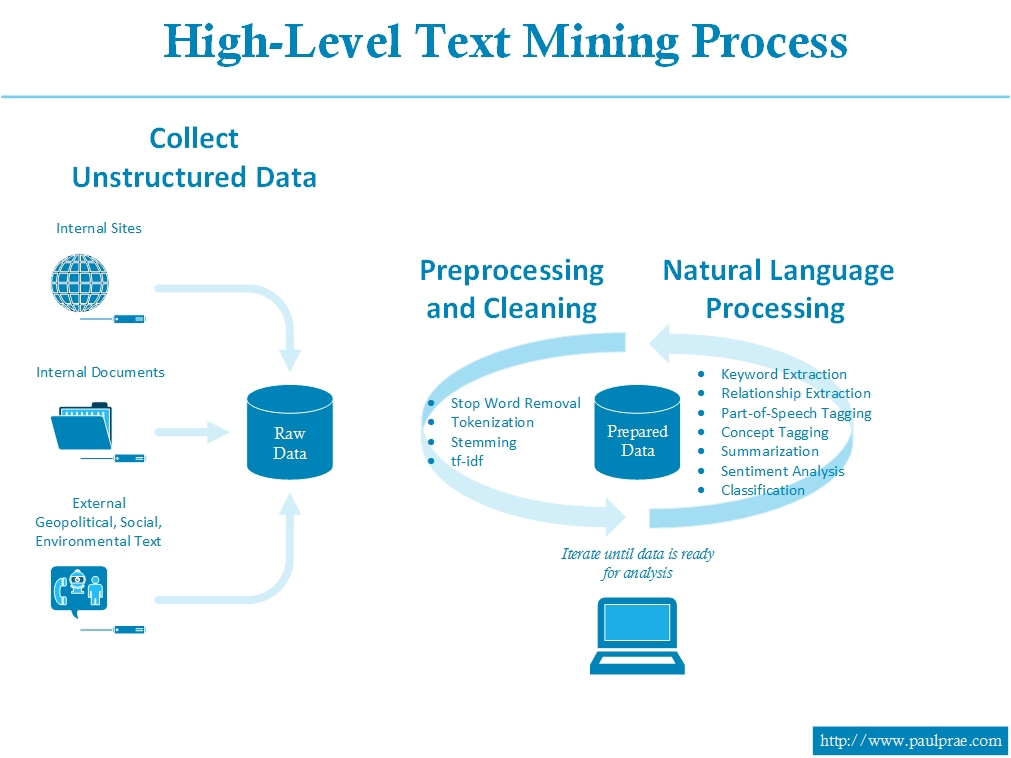 High-Level Text Mining Process
Collect
Unstructured Data
Internal Sites
Internal Documents
External
Geopolitical, Social,
Environmental Text
Raw
Data
Preprocessing
and Cleaning
• Stop Word Removal
• Tokenization
• Stemming
• tf-idf
Prepared
Data
Natural Language
Processing
• Keyword Extraction
• Relationship Extraction
• Part-of-Speech Tagging
• Concept Tagging
• Summarization
• Sentiment Analysis
• Classification
Iterate until data is ready
for analysis
http://www.paulprae.com